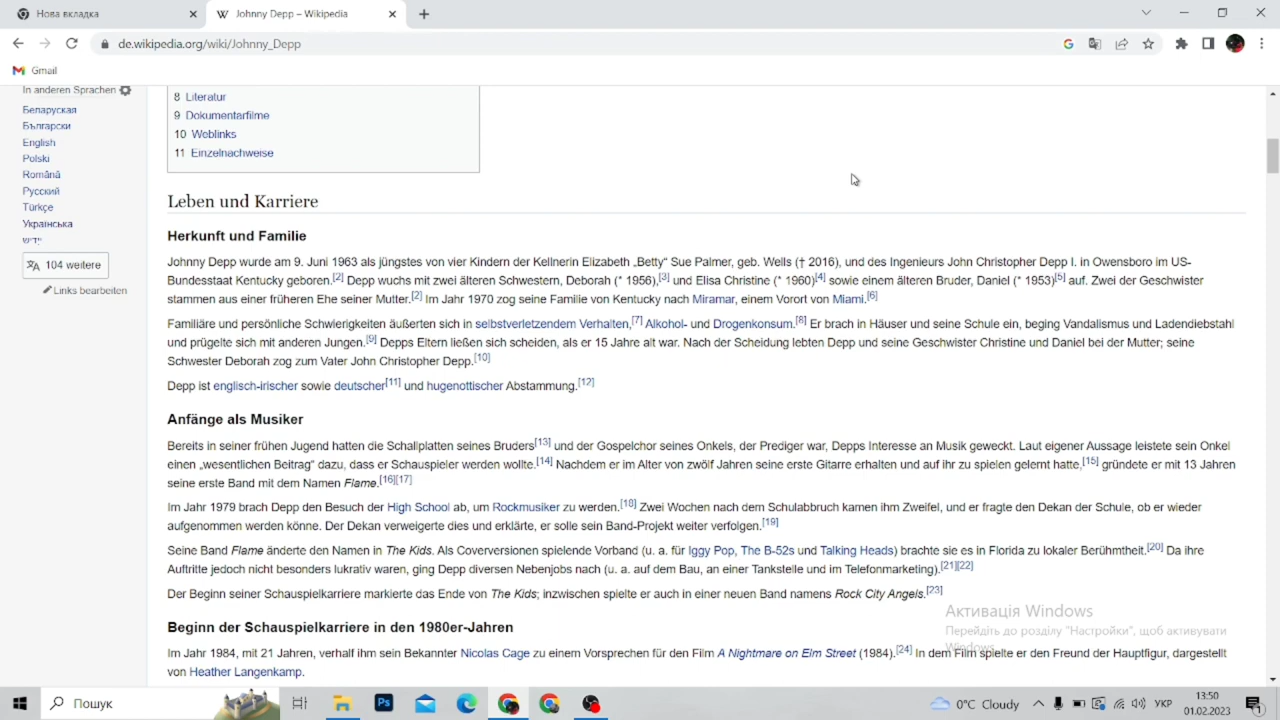 Нова вкладка
Johnny Depp – Wikipedia
de.wikipedia.org/wiki/Johnny_Depp
Gmail
In anderen Sprachen
Беларуская
Български
English
Polski
Română
Русский
Türkçe
Українська
ייִדיש
104 weitere
Links bearbeiten
8 Literatur
9 Dokumentarfilme
10 Weblinks
11 Einzelnachweise
Leben und Karriere
Herkunft und Familie
Johnny Depp wurde am 9. Juni 1963 als jüngstes von vier Kindern der Kellnerin Elizabeth „Betty“ Sue Palmer, geb. Wells († 2016), und des Ingenieurs John Christopher Depp I. in Owensboro im US-
Bundesstaat Kentucky geboren.[2] Depp wuchs mit zwei älteren Schwestern, Deborah (* 1956),[3] und Elisa Christine (* 1960)[4] sowie einem älteren Bruder, Daniel (* 1953)[5] auf. Zwei der Geschwister
stammen aus einer früheren Ehe seiner Mutter.[2] Im Jahr 1970 zog seine Familie von Kentucky nach Miramar, einem Vorort von Miami.[6]
Familiäre und persönliche Schwierigkeiten äußerten sich in selbstverletzendem Verhalten,[7] Alkohol- und Drogenkonsum.[8] Er brach in Häuser und seine Schule ein, beging Vandalismus und Ladendiebstahl
und prügelte sich mit anderen Jungen.[9] Depps Eltern ließen sich scheiden, als er 15 Jahre alt war. Nach der Scheidung lebten Depp und seine Geschwister Christine und Daniel bei der Mutter; seine
Schwester Deborah zog zum Vater John Christopher Depp.[10]
Depp ist englisch-irischer sowie deutscher[11] und hugenottischer Abstammung.[12]
Anfänge als Musiker
Bereits in seiner frühen Jugend hatten die Schallplatten seines Bruders[13] und der Gospelchor seines Onkels, der Prediger war, Depps Interesse an Musik geweckt. Laut eigener Aussage leistete sein Onkel
einen „wesentlichen Beitrag“ dazu, dass er Schauspieler werden wollte.[14] Nachdem er im Alter von zwölf Jahren seine erste Gitarre erhalten und auf ihr zu spielen gelernt hatte,[15] gründete er mit 13 Jahren
seine erste Band mit dem Namen Flame.[16][17]
Im Jahr 1979 brach Depp den Besuch der High School ab, um Rockmusiker zu werden.[18] Zwei Wochen nach dem Schulabbruch kamen ihm Zweifel, und er fragte den Dekan der Schule, ob er wieder
aufgenommen werden könne. Der Dekan verweigerte dies und erklärte, er solle sein Band-Projekt weiter verfolgen.[19]
Seine Band Flame änderte den Namen in The Kids. Als Coverversionen spielende Vorband (u. a. für Iggy Pop, The B-52s und Talking Heads) brachte sie es in Florida zu lokaler Berühmtheit.[20] Da ihre
Auftritte jedoch nicht besonders lukrativ waren, ging Depp diversen Nebenjobs nach (u. a. auf dem Bau, an einer Tankstelle und im Telefonmarketing).[21][22]
Der Beginn seiner Schauspielkarriere markierte das Ende von The Kids; inzwischen spielte er auch in einer neuen Band namens Rock City Angels.[23]
Beginn der Schauspielkarriere in den 1980er-Jahren
Im Jahr 1984, mit 21 Jahren, verhalf ihm sein Bekannter Nicolas Cage zu einem Vorsprechen für den Film A Nightmare on Elm Street (1984).[24] In dem Film spielte er den Freund der Hauptfigur, dargestellt
von Heather Langenkamp.
Активація Windows
Перейдіть до розділу "Настройки", щоб активувати
Windows.
Пошук
0°C Cloudy
УКР
13:50
01.02.2023
1